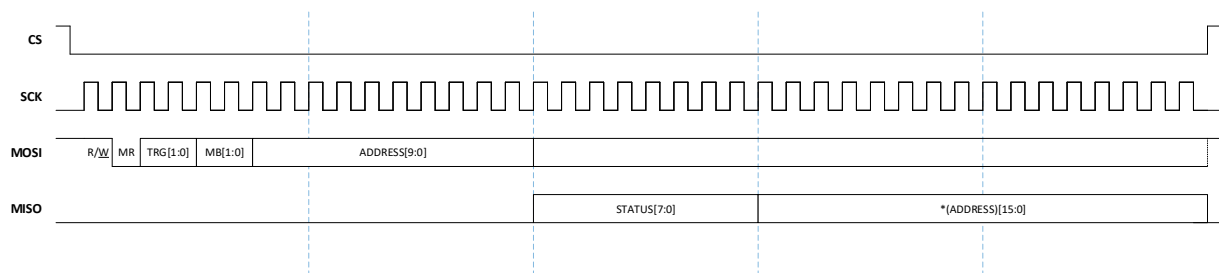 CS
SCK
MOSI R/W MR TRG[1:0] MB[1:0] ADDRESS[9:0]
MISO STATUS[7:0] *(ADDRESS)[15:0]